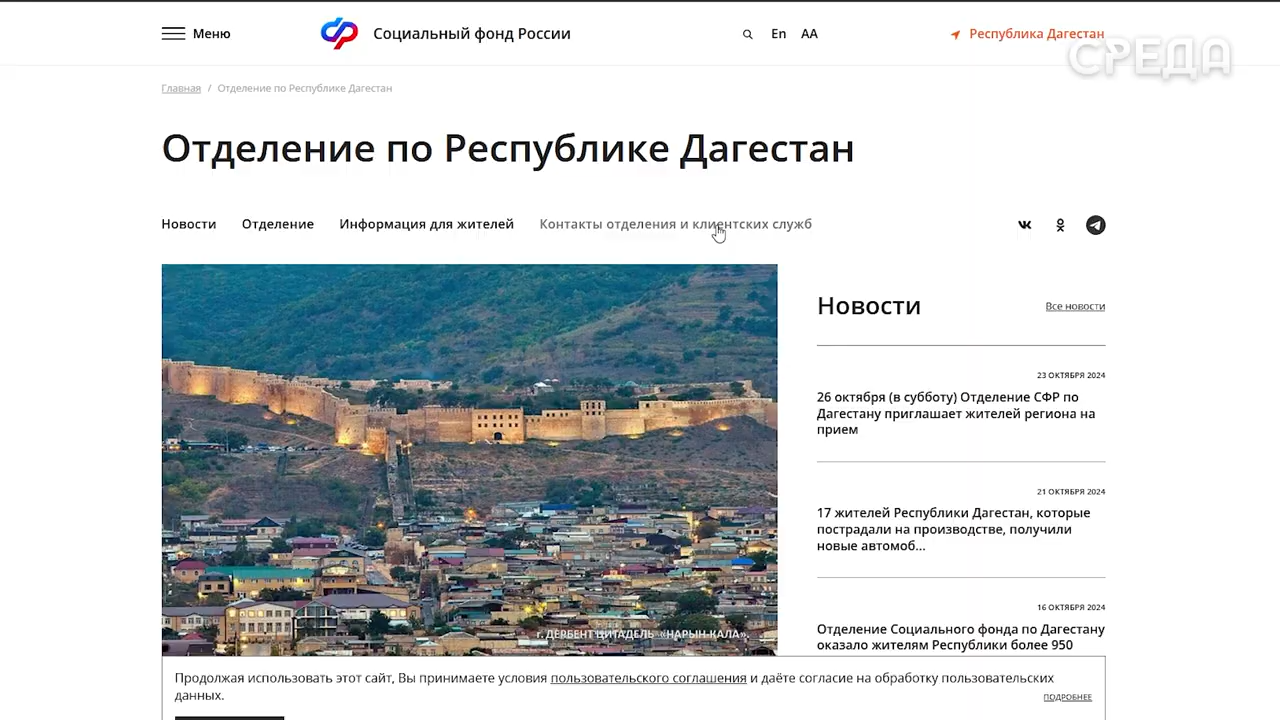 Меню
Социальный фонд России
En
АА
Республика Дагестан
СРЕДА
Главная / Отделение по Республике Дагестан
Отделение по Республике Дагестан
Новости
Отделение
Информация для жителей
Контакты отделения и клиентских служб
г. ДЕРБЕНТ ЦИТАДЕЛЬ «НАРЫН-КАЛА».
Новости
Все новости
23 ОКТЯБРЯ 2024
26 октября (в субботу) Отделение СФР по
Дагестану приглашает жителей региона на
прием
21 ОКТЯБРЯ 2024
17 жителей Республики Дагестан, которые
пострадали на производстве, получили
новые автомоб...
16 ОКТЯБРЯ 2024
Отделение Социального фонда по Дагестану
оказало жителям Республики более 950
Продолжая использовать этот сайт, Вы принимаете условия пользовательского соглашения и даёте согласие на обработку пользовательских
данных.
ПОДРОБНЕЕ